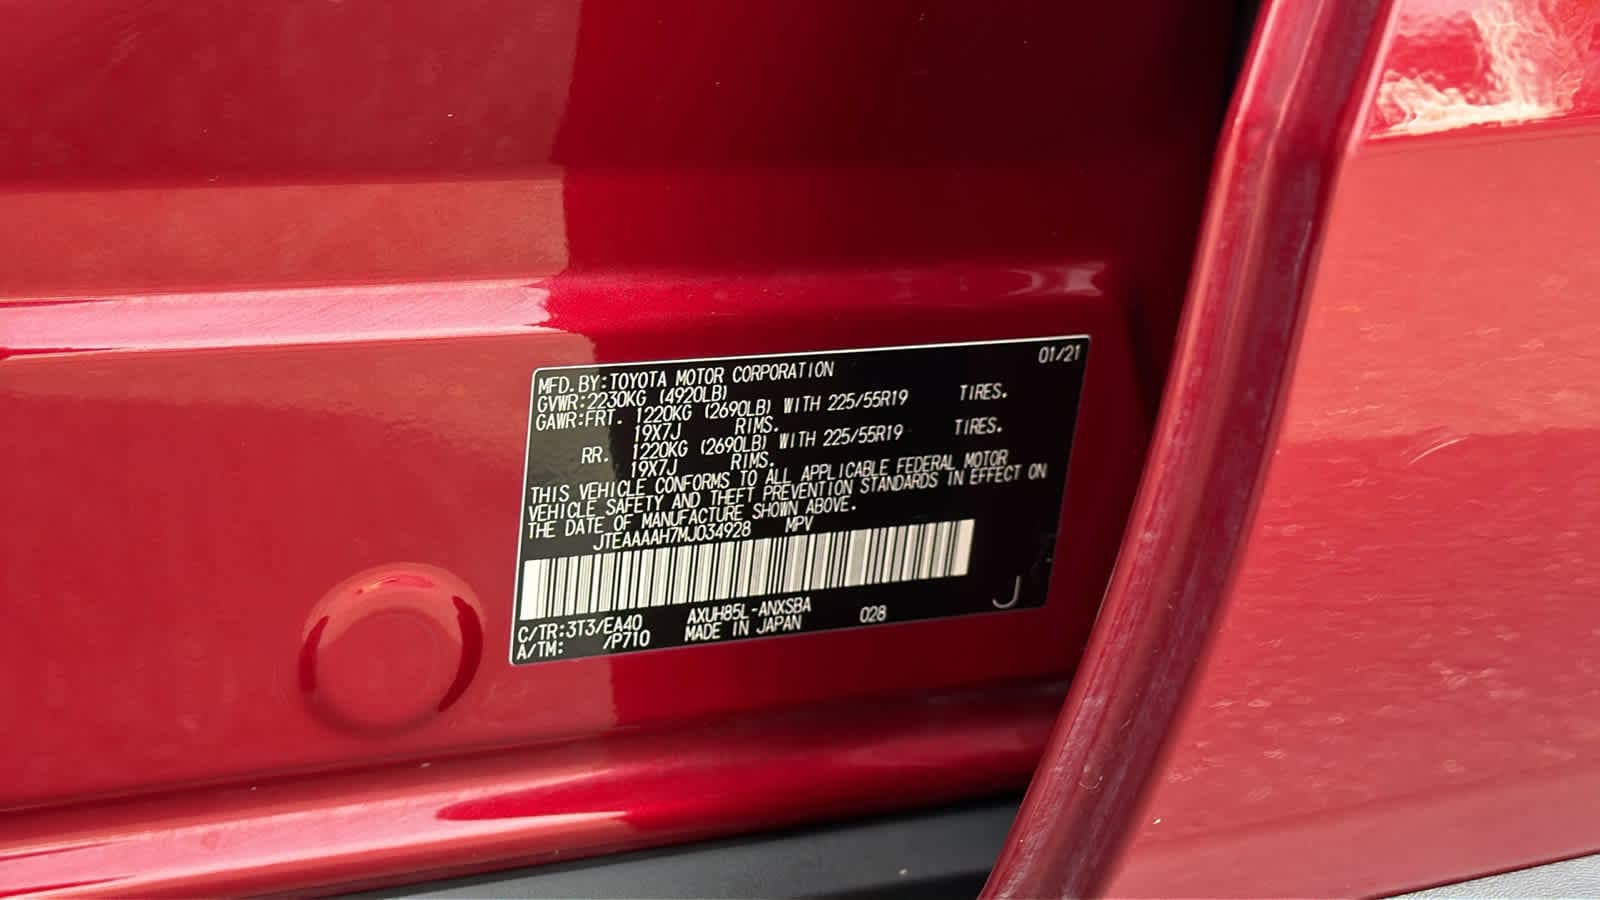 MFD. BY: TOYOTA MOTOR CORPORATION 01/21
GVWR: 2230KG (4920LB)
GAWR: FRT. 1220KG (2690LB) WITH 225/55R19 TIRES.
19X7J RIMS.
RR. 1220KG (2690LB) WITH 225/55R19 TIRES.
19X7J RIMS.
THIS VEHICLE CONFORMS TO ALL APPLICABLE FEDERAL MOTOR
VEHICLE SAFETY AND THEFT PREVENTION STANDARDS IN EFFECT ON
THE DATE OF MANUFACTURE SHOWN ABOVE.
JTEAAAAH7MJ034928 MPV
J
C/TR: 3T3/EA40 AXUH85L-ANXSBA 028
A/TM: /P710 MADE IN JAPAN